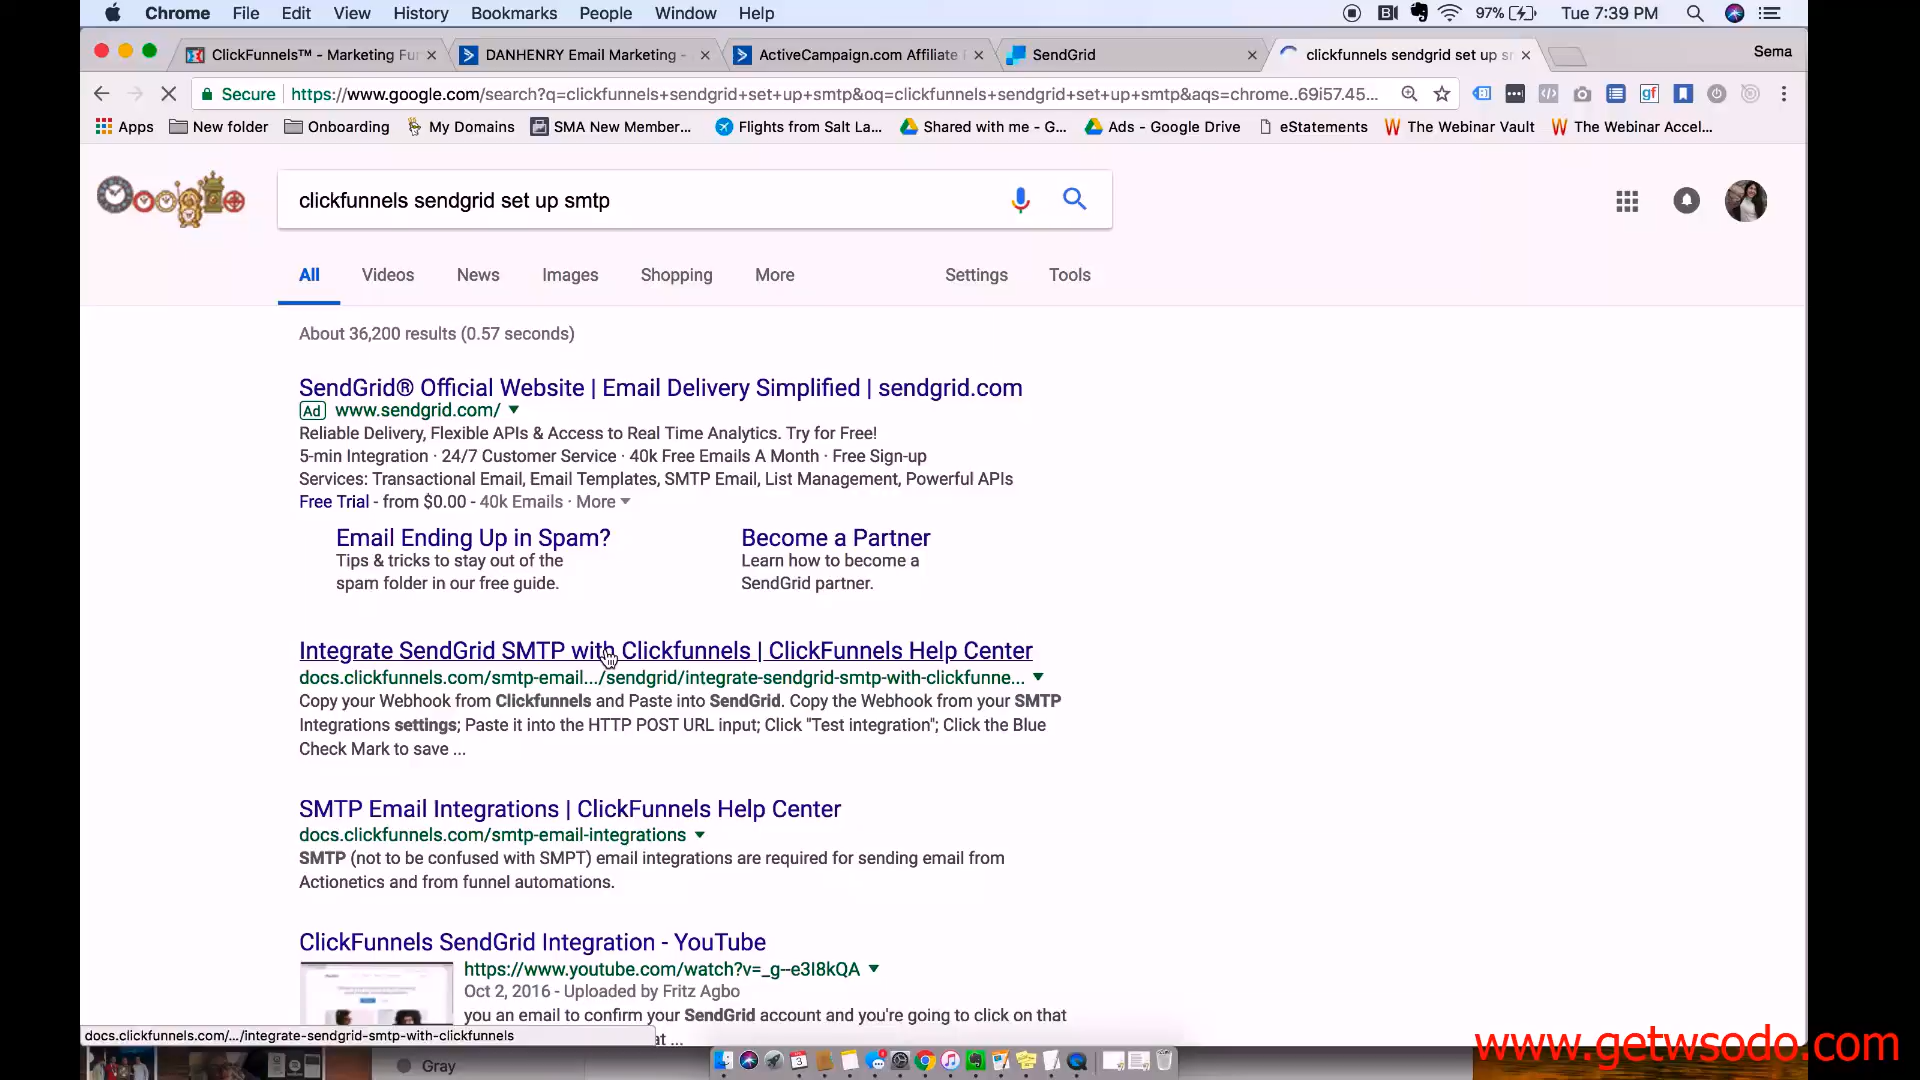 Chrome File Edit View History Bookmarks People Window Help 97% Tue 7:39 PM
ClickFunnels™ - Marketing Fu DANHENRY Email Marketing - ActiveCampaign.com Affiliate SendGrid clickfunnels sendgrid set up s Sema
Secure https://www.google.com/search?q=clickfunnels+sendgrid+set+up+smtp&oq=clickfunnels+sendgrid+set+up+smtp&aqs=chrome..69i57.45...
Apps New folder Onboarding My Domains SMA New Member... Flights from Salt La... Shared with me - G... Ads - Google Drive eStatements The Webinar Vault The Webinar Accel...
clickfunnels sendgrid set up smtp
All Videos News Images Shopping More Settings Tools
About 36,200 results (0.57 seconds)
SendGrid® Official Website | Email Delivery Simplified | sendgrid.com
Ad www.sendgrid.com/
Reliable Delivery, Flexible APIs & Access to Real Time Analytics. Try for Free!
5-min Integration · 24/7 Customer Service · 40k Free Emails A Month · Free Sign-up
Services: Transactional Email, Email Templates, SMTP Email, List Management, Powerful APIs
Free Trial - from $0.00 - 40k Emails · More
Email Ending Up in Spam? Become a Partner
Tips & tricks to stay out of the Learn how to become a
spam folder in our free guide. SendGrid partner.
Integrate SendGrid SMTP with Clickfunnels | ClickFunnels Help Center
docs.clickfunnels.com/smtp-email.../sendgrid/integrate-sendgrid-smtp-with-clickfunne...
Copy your Webhook from Clickfunnels and Paste into SendGrid. Copy the Webhook from your SMTP
Integrations settings; Paste it into the HTTP POST URL input; Click "Test integration"; Click the Blue
Check Mark to save ...
SMTP Email Integrations | ClickFunnels Help Center
docs.clickfunnels.com/smtp-email-integrations
SMTP (not to be confused with SMPT) email integrations are required for sending email from
Actionetics and from funnel automations.
ClickFunnels SendGrid Integration - YouTube
https://www.youtube.com/watch?v=_g--e3I8kQA
Oct 2, 2016 - Uploaded by Fritz Agbo
you an email to confirm your SendGrid account and you're going to click on that
at ...
docs.clickfunnels.com/.../integrate-sendgrid-smtp-with-clickfunnels
Gray
www.getwsodo.com